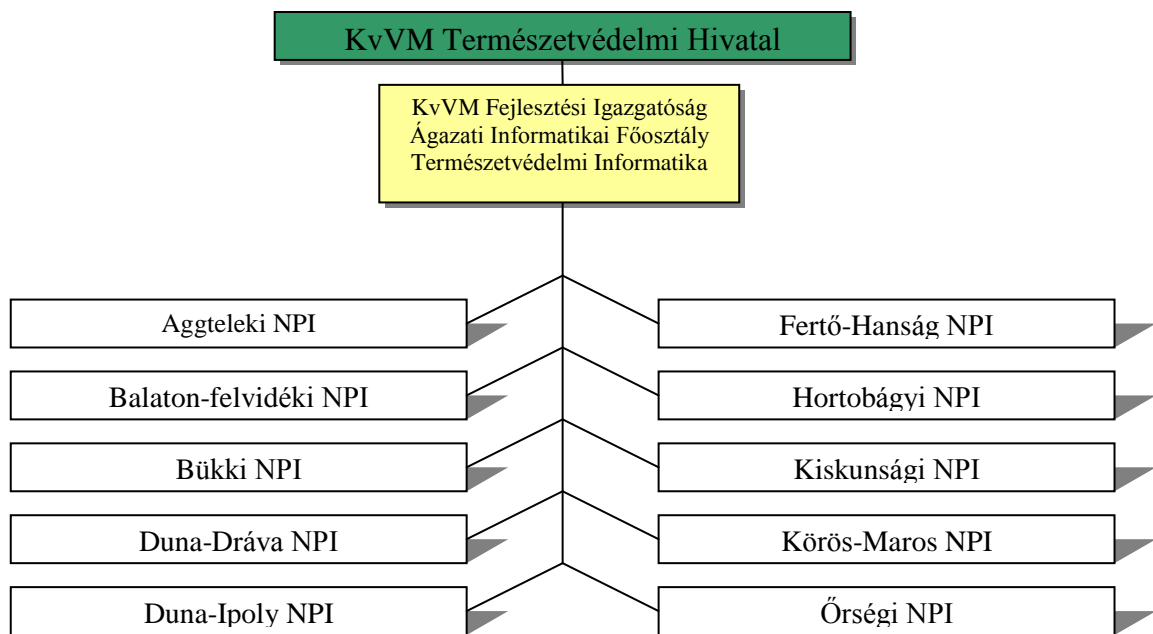 KvVM Természetvédelmi Hivatal
KvVM Fejlesztési Igazgatóság
Ágazati Informatikai Főosztály
Természetvédelmi Informatika
Aggteleki NPI
Fertő-Hanság NPI
Balaton-felvidéki NPI
Hortobágyi NPI
Bükki NPI
Kiskunsági NPI
Duna-Dráva NPI
Körös-Maros NPI
Duna-Ipoly NPI
Őrségi NPI